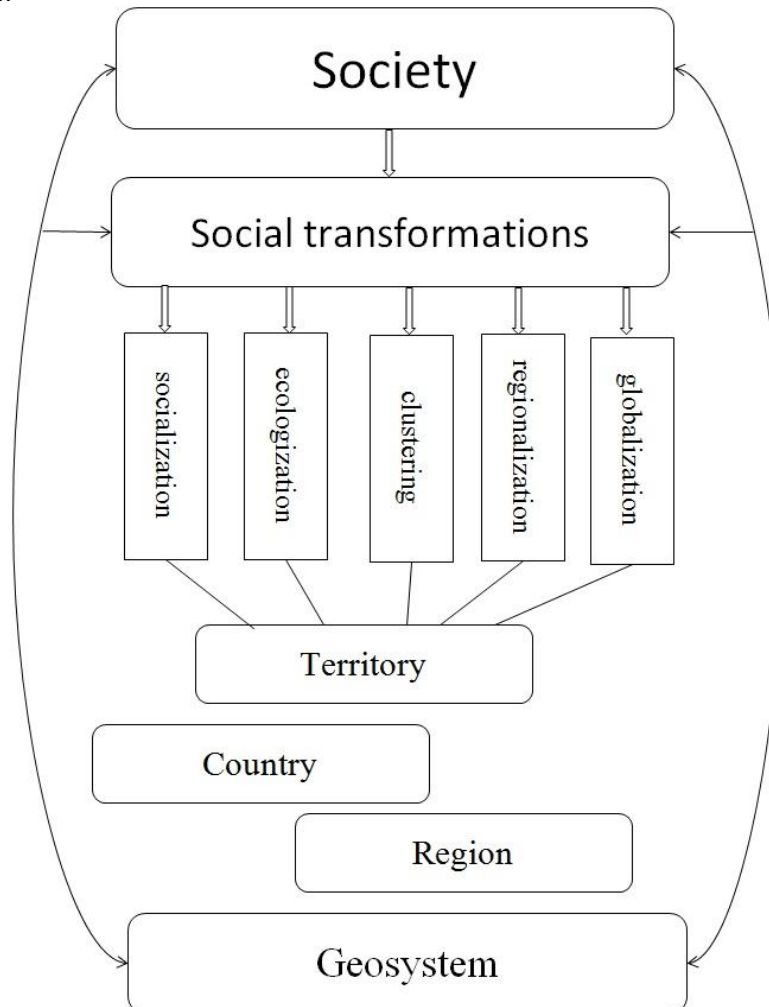 Society
Social transformations
socialization
ecologization
clustering
regionalization
globalization
Territory
Country
Region
Geosystem